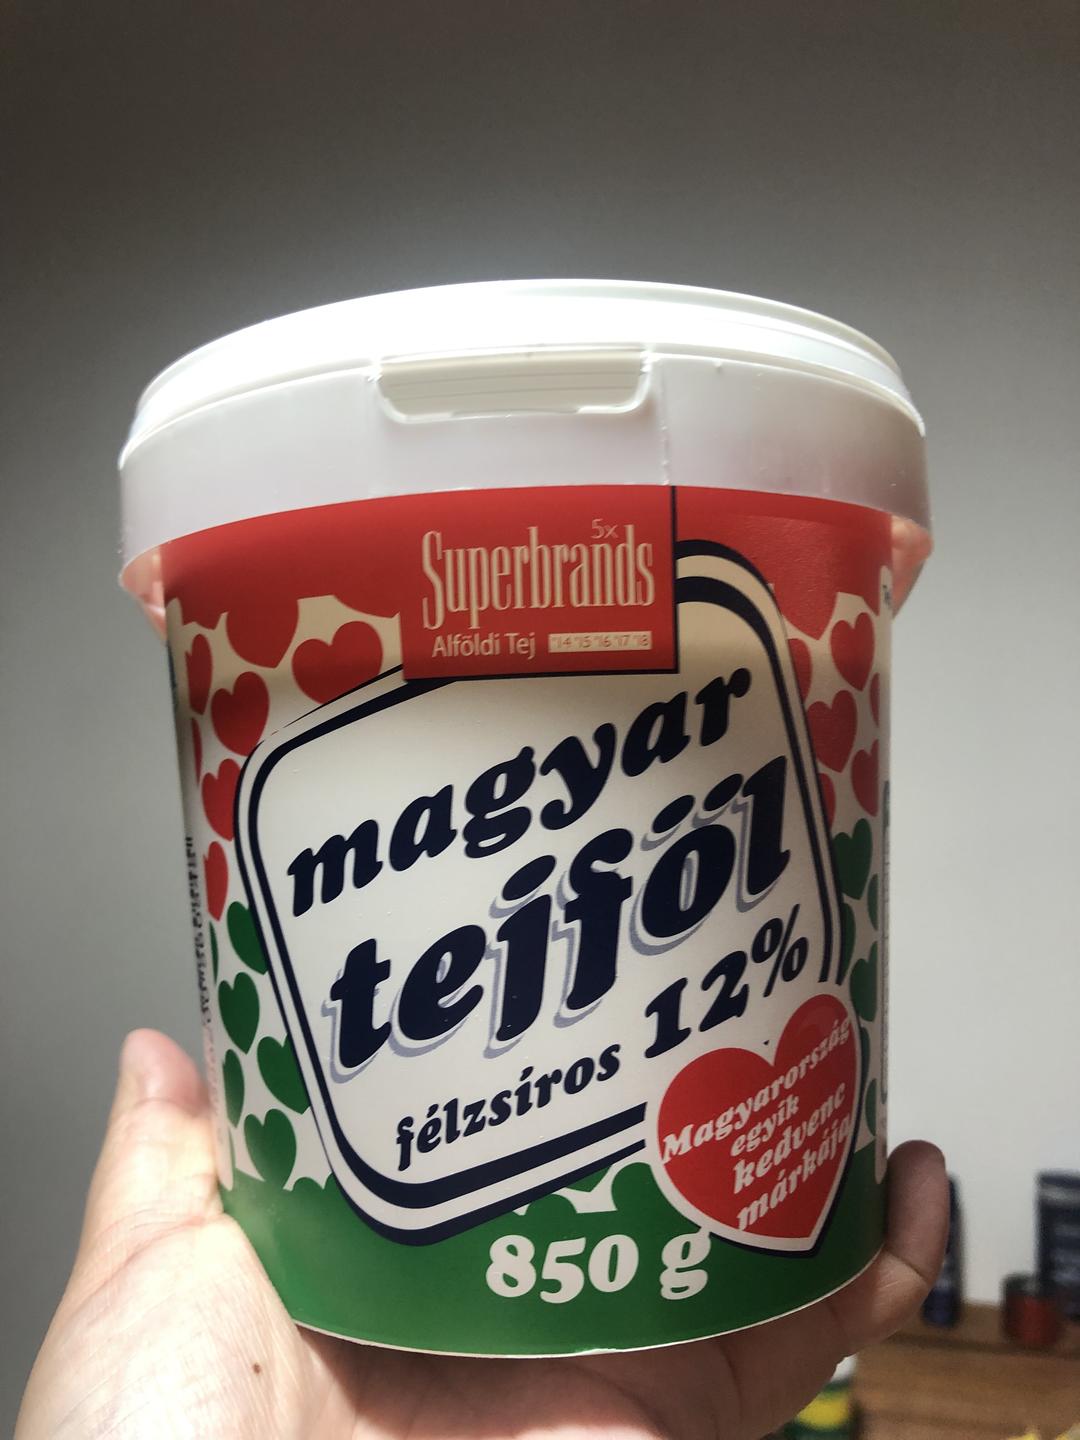 5x
Superbrands
Alföldi Tej '14 '15 '16 '17 '18
magyar
tejföl
félzsíros 12%
Magyarország
egyik
kedvenc
márkája
850 g